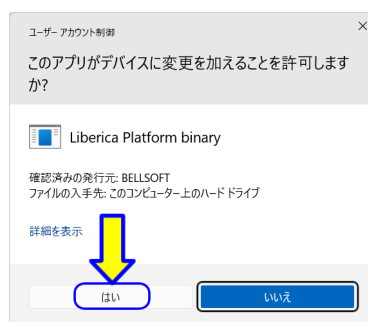 ユーザー アカウント制御
このアプリがデバイスに変更を加えることを許可します
か?
Liberica Platform binary
確認済みの発行元: BELLSOFT
ファイルの入手先: このコンピューター上のハード ドライブ
詳細を表示
はい
いいえ